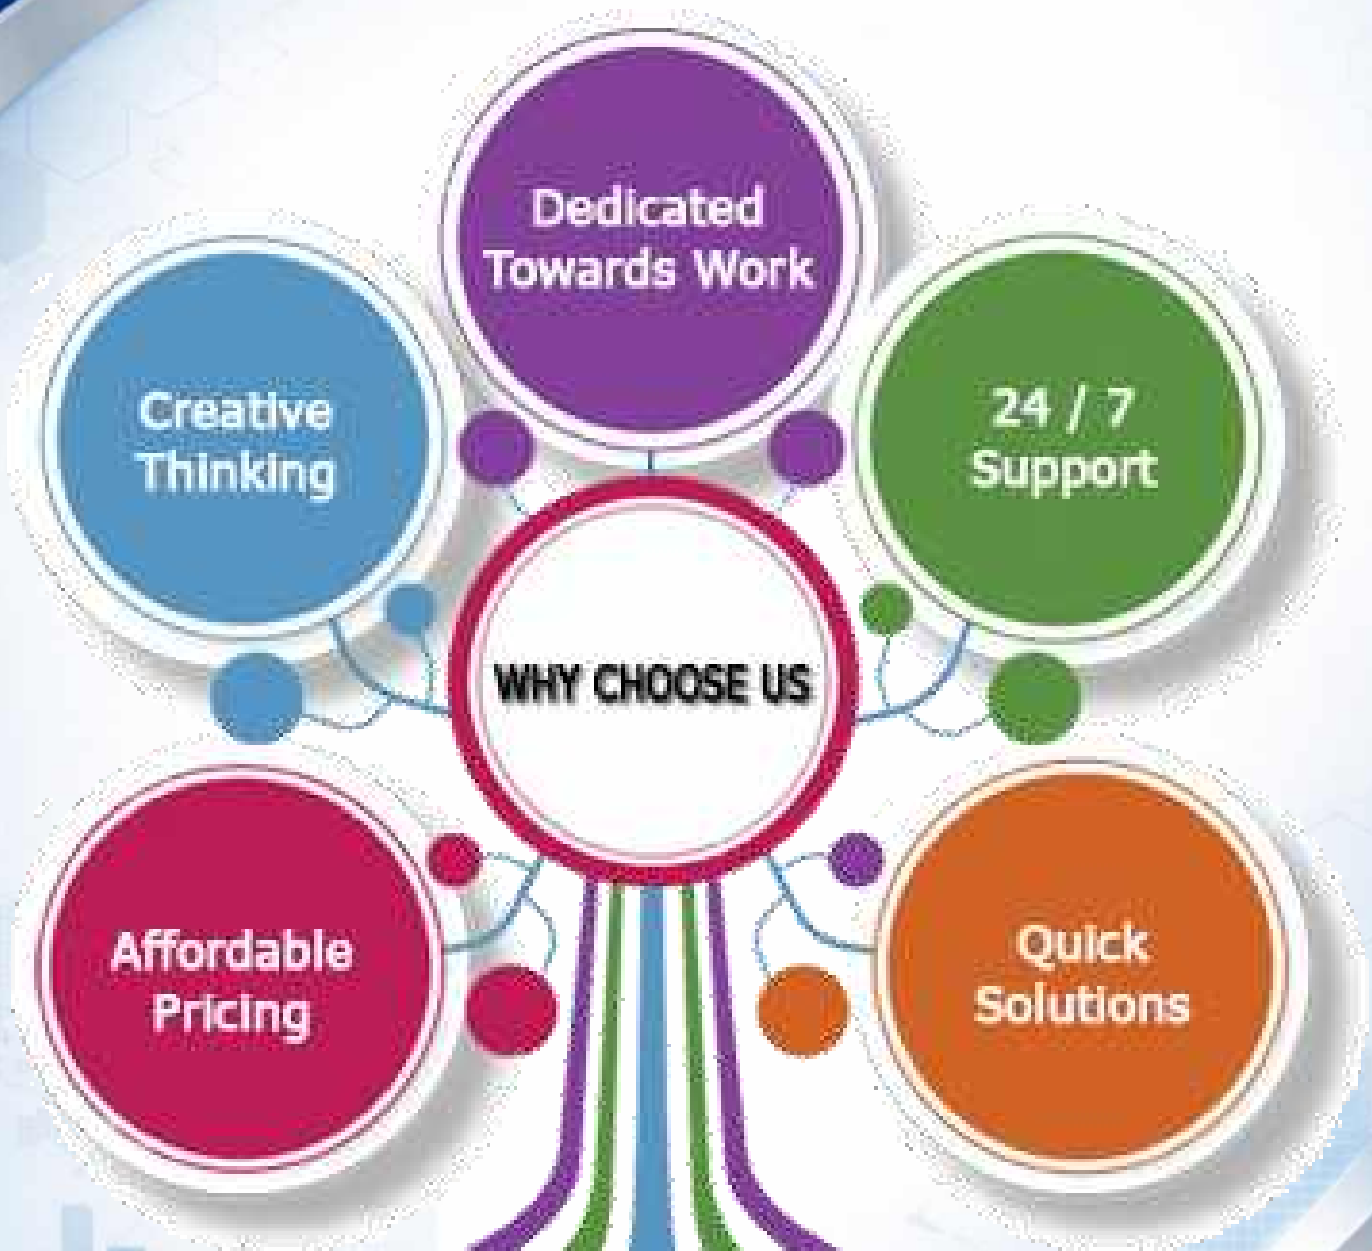 Dedicated
Towards Work
Creative
Thinking
24 / 7
Support
WHY CHOOSE US
Affordable
Pricing
Quick
Solutions